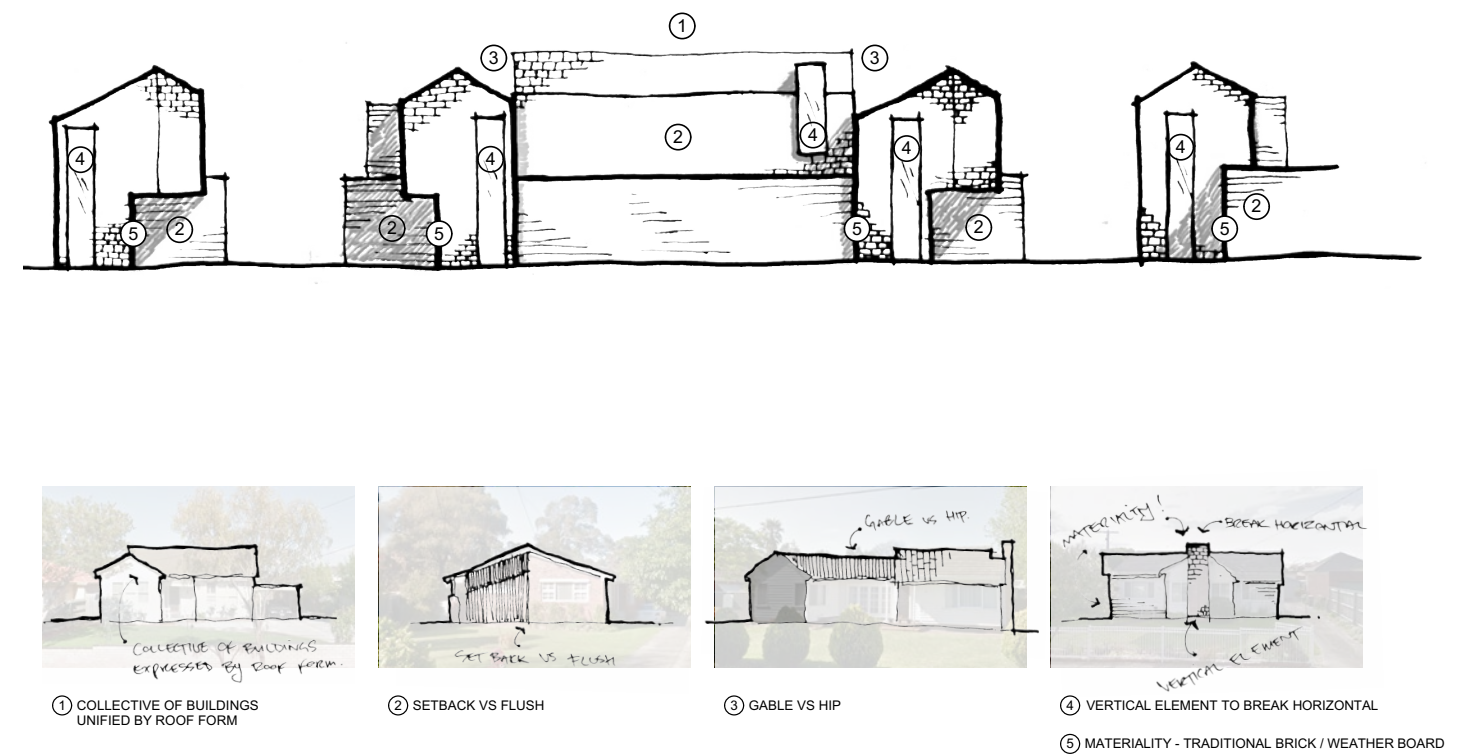 1
3
3
4
4
2
4
4
4
5
2
2
5
5
2
5
2
GABLE VS HIP.
MATERIALITY!
BREAK HORIZONTAL
COLLECTIVE OF BUILDINGS
EXPRESSED BY ROOF FORM.
SET BACK VS FLUSH
VERTICAL ELEMENT
1 COLLECTIVE OF BUILDINGS
UNIFIED BY ROOF FORM
2 SETBACK VS FLUSH
3 GABLE VS HIP
4 VERTICAL ELEMENT TO BREAK HORIZONTAL
5 MATERIALITY - TRADITIONAL BRICK / WEATHER BOARD